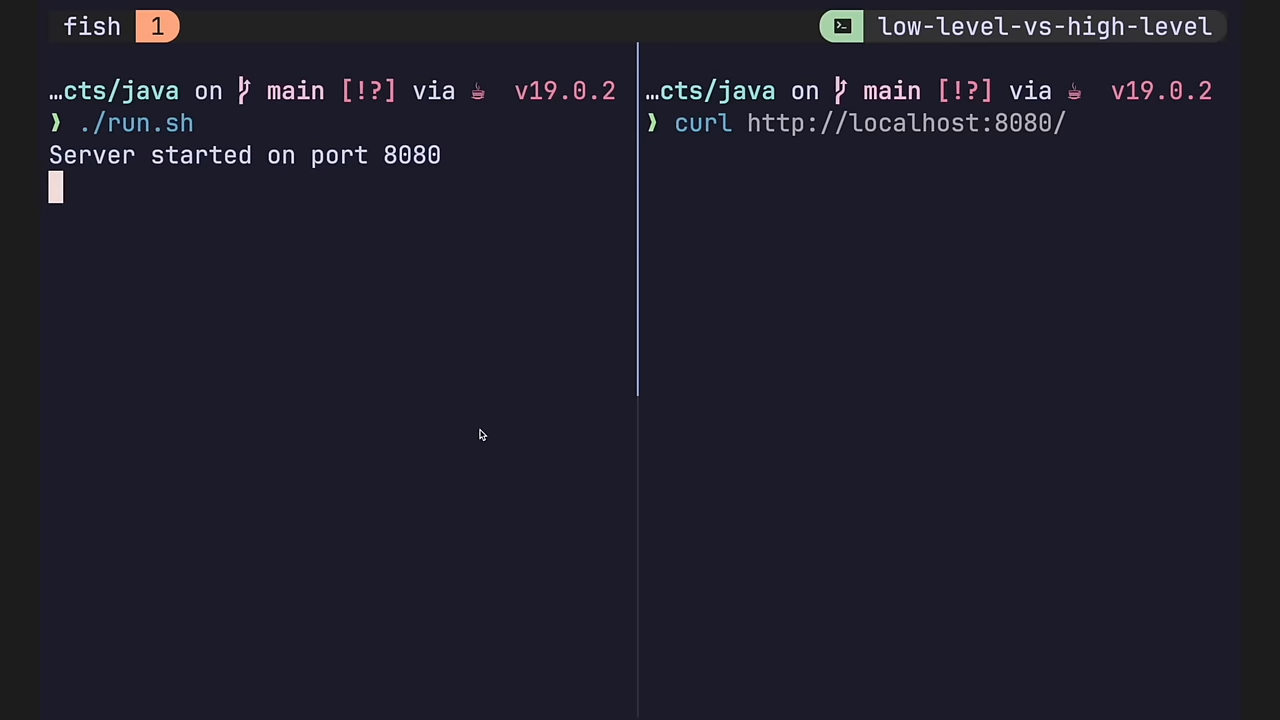 fish 1
low-level-vs-high-level
…cts/java on main [!?] via v19.0.2
❯ ./run.sh
Server started on port 8080
…cts/java on main [!?] via v19.0.2
❯ curl http://localhost:8080/